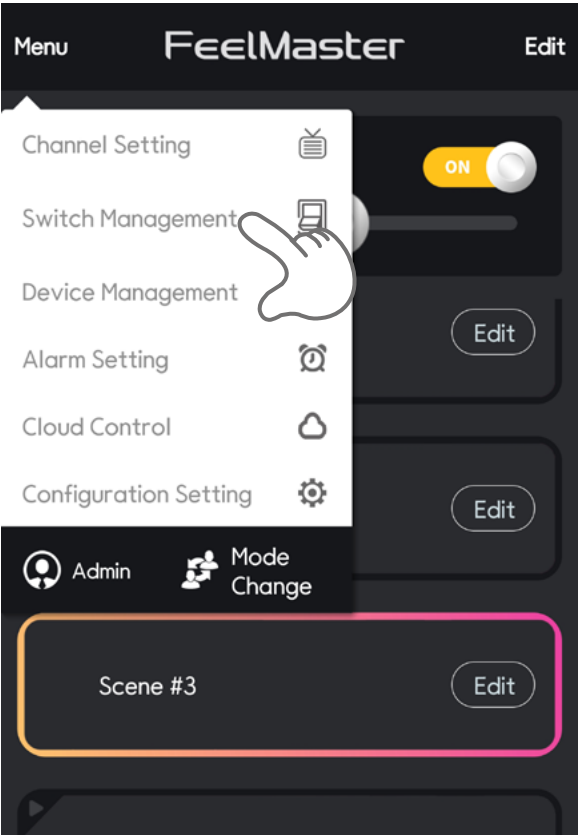 Menu FeelMaster Edit
Channel Setting
ON
Switch Management
Device Management
Edit
Alarm Setting
Cloud Control
Configuration Setting
Edit
Admin
Mode
Change
Scene #3 Edit